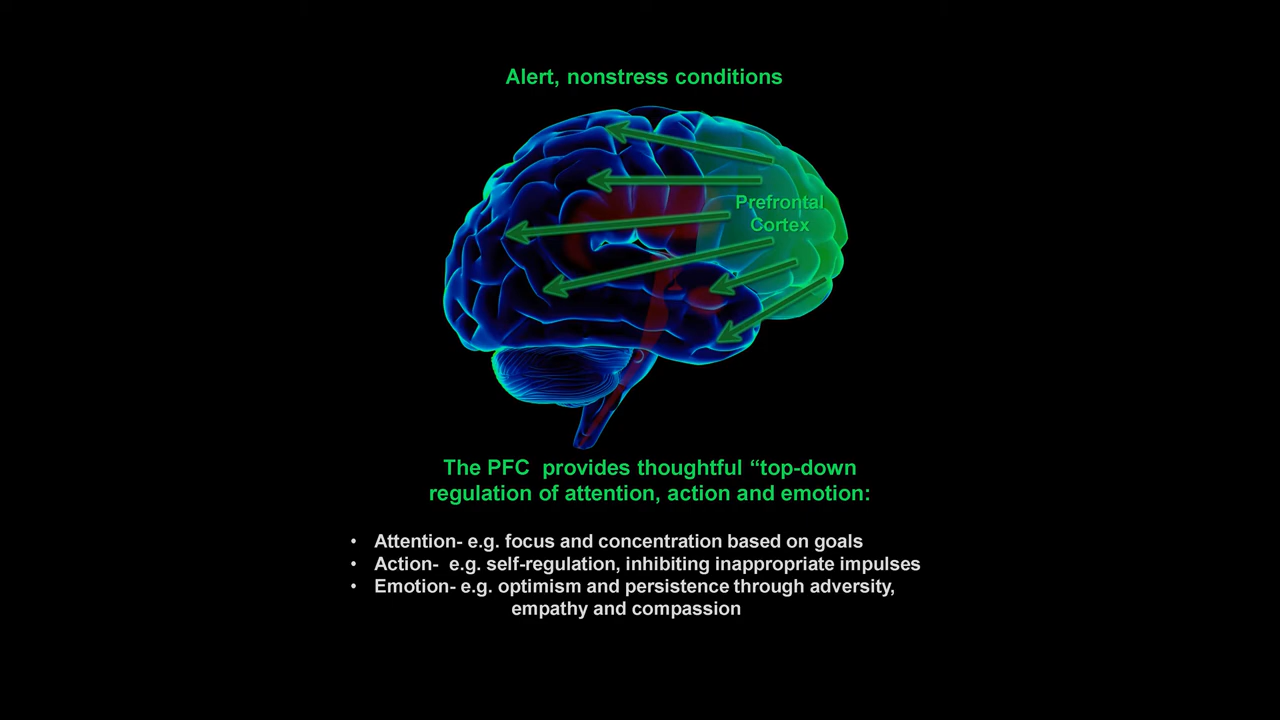 Alert, nonstress conditions
Prefrontal
Cortex
The PFC  provides thoughtful “top-down
regulation of attention, action and emotion:
• Attention- e.g. focus and concentration based on goals
• Action-  e.g. self-regulation, inhibiting inappropriate impulses
• Emotion- e.g. optimism and persistence through adversity,
empathy and compassion